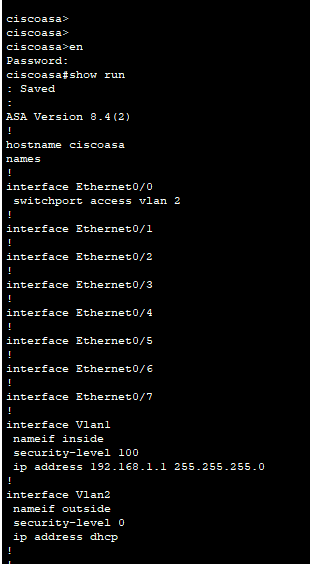 ciscoasa>
ciscoasa>
ciscoasa>en
Password:
ciscoasa#show run
: Saved
:
ASA Version 8.4(2)
!
hostname ciscoasa
names
!
interface Ethernet0/0
 switchport access vlan 2
!
interface Ethernet0/1
!
interface Ethernet0/2
!
interface Ethernet0/3
!
interface Ethernet0/4
!
interface Ethernet0/5
!
interface Ethernet0/6
!
interface Ethernet0/7
!
interface Vlan1
 nameif inside
 security-level 100
 ip address 192.168.1.1 255.255.255.0
!
interface Vlan2
 nameif outside
 security-level 0
 ip address dhcp
!
!